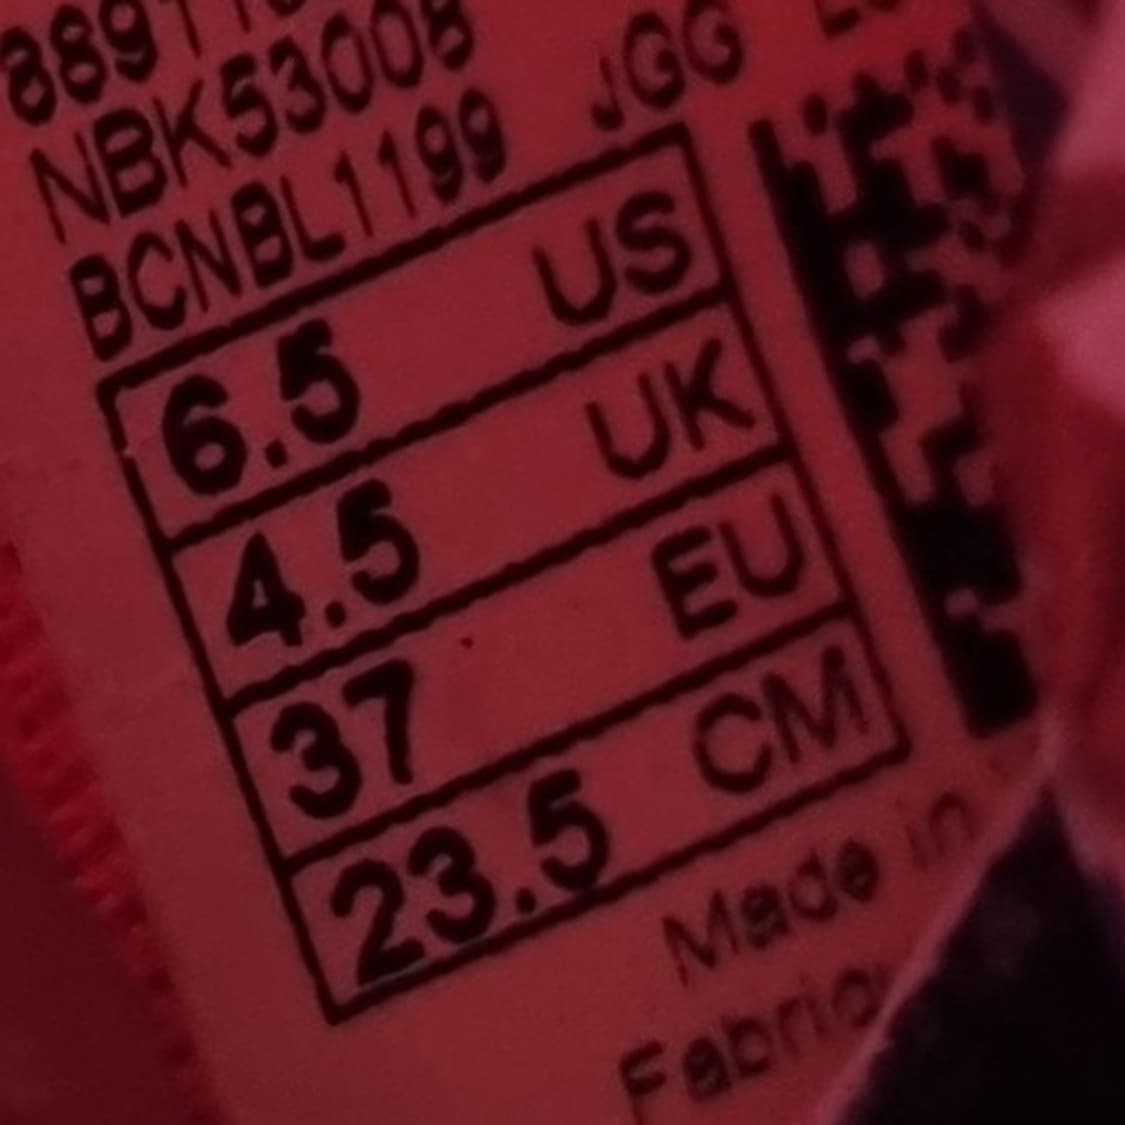 NBK53008 JGG
BCNBL1199
6.5 US
4.5 UK
37 EU
23.5 CM
Made in